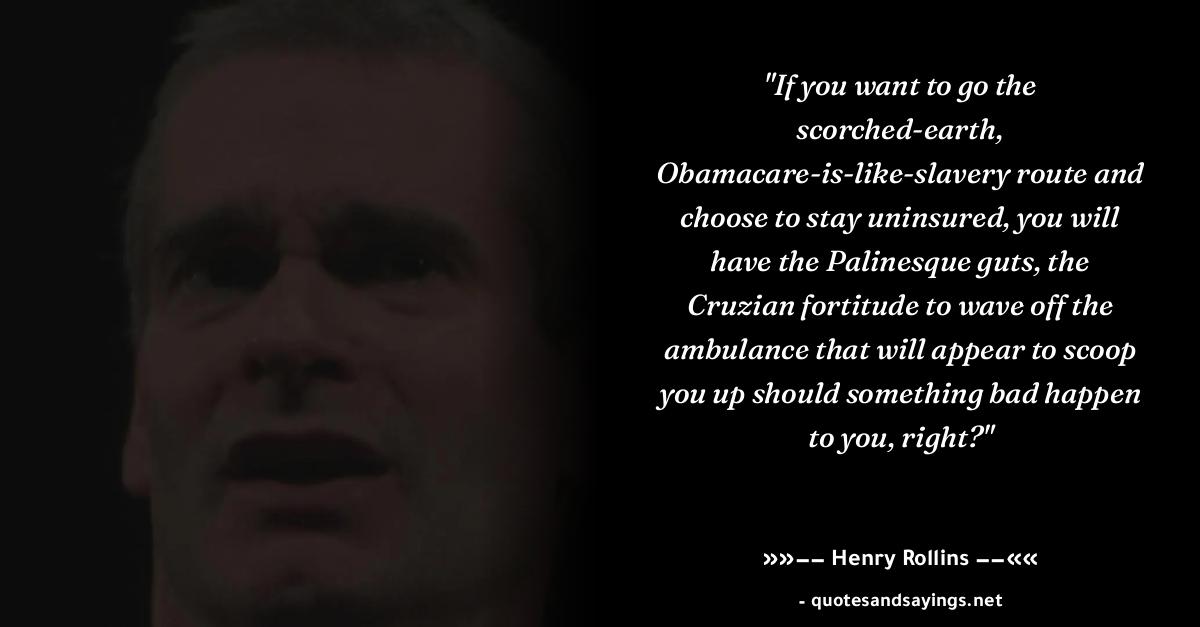 "If you want to go the
scorched-earth,
Obamacare-is-like-slavery route and
choose to stay uninsured, you will
have the Palinesque guts, the
Cruzian fortitude to wave off the
ambulance that will appear to scoop
you up should something bad happen
to you, right?"
»»–– Henry Rollins ––««
- quotesandsayings.net